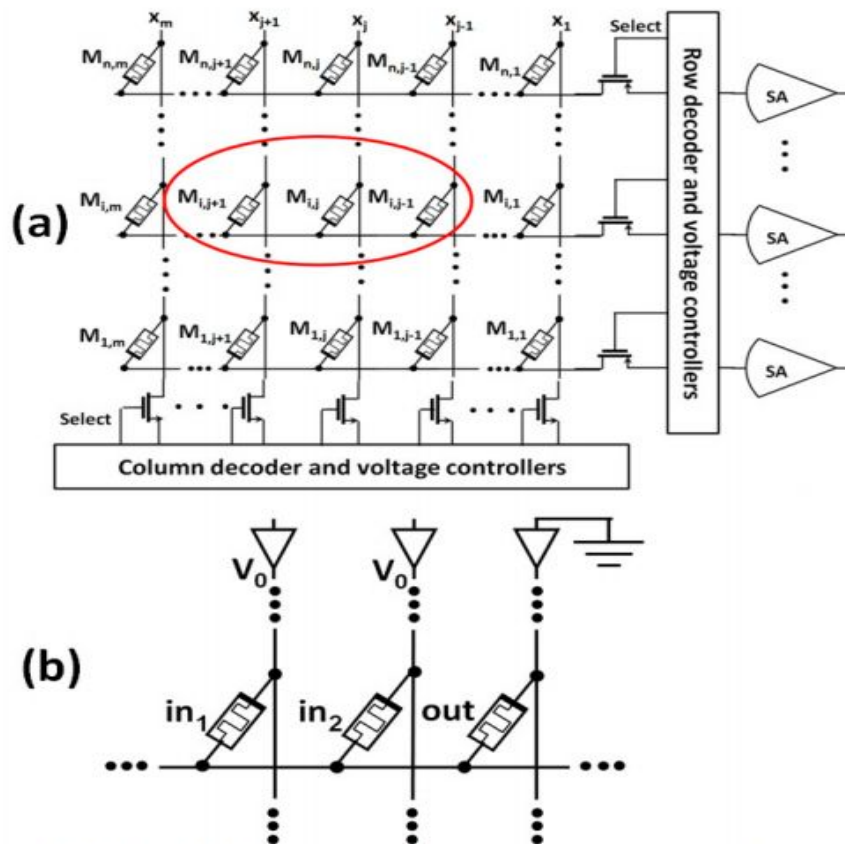 x_m x_{j+1} x_j x_{j-1} x_1
Select
M_{n,m} M_{n,j+1} M_{n,j} M_{n,j-1} M_{n,1}
SA
M_{i,m} M_{i,j+1} M_{i,j} M_{i,j-1} M_{i,1}
(a)
SA
Row decoder and voltage controllers
M_{1,m} M_{1,j+1} M_{1,j} M_{1,j-1} M_{1,1}
SA
Select
Column decoder and voltage controllers
V_0 V_0
(b)
in_1 in_2 out